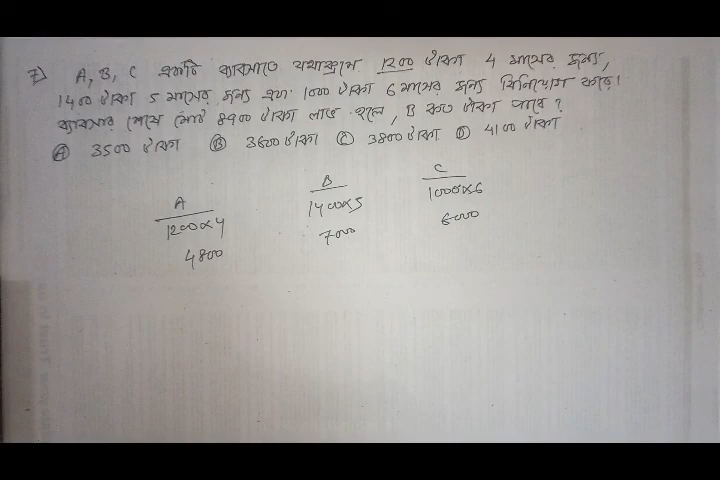 7) A, B, C একটি ব্যবসাতে যথাক্রমে 1200 টাকা 4 মাসের জন্য,
1400 টাকা 5 মাসের জন্য এবং 1000 টাকা 6 মাসের জন্য বিনিয়োগ করে।
ব্যবসার শেষে মোট 8900 টাকা লাভ হলে, B কত টাকা পাবে?
Ⓐ 3500 টাকা Ⓑ 3600 টাকা Ⓒ 3800 টাকা Ⓓ 4100 টাকা
A B C
1200×4 1400×5 1000×6
4800 7000 6000